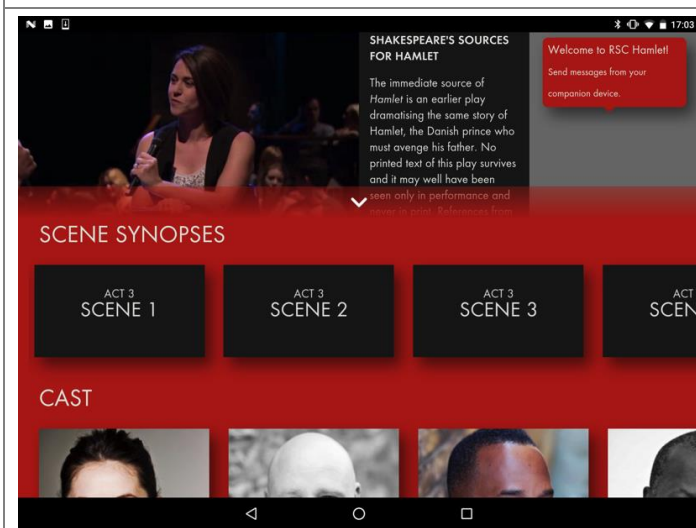 17:03
SHAKESPEARE'S SOURCES
FOR HAMLET
The immediate source of
Hamlet is an earlier play
dramatising the same story of
Hamlet, the Danish prince who
must avenge his father. No
printed text of this play survives
and it may well have been
seen only in performance and
never in print. References from
Welcome to RSC Hamlet!
Send messages from your
companion device.
SCENE SYNOPSES
ACT 3
SCENE 1
ACT 3
SCENE 2
ACT 3
SCENE 3
ACT
SCEN
CAST